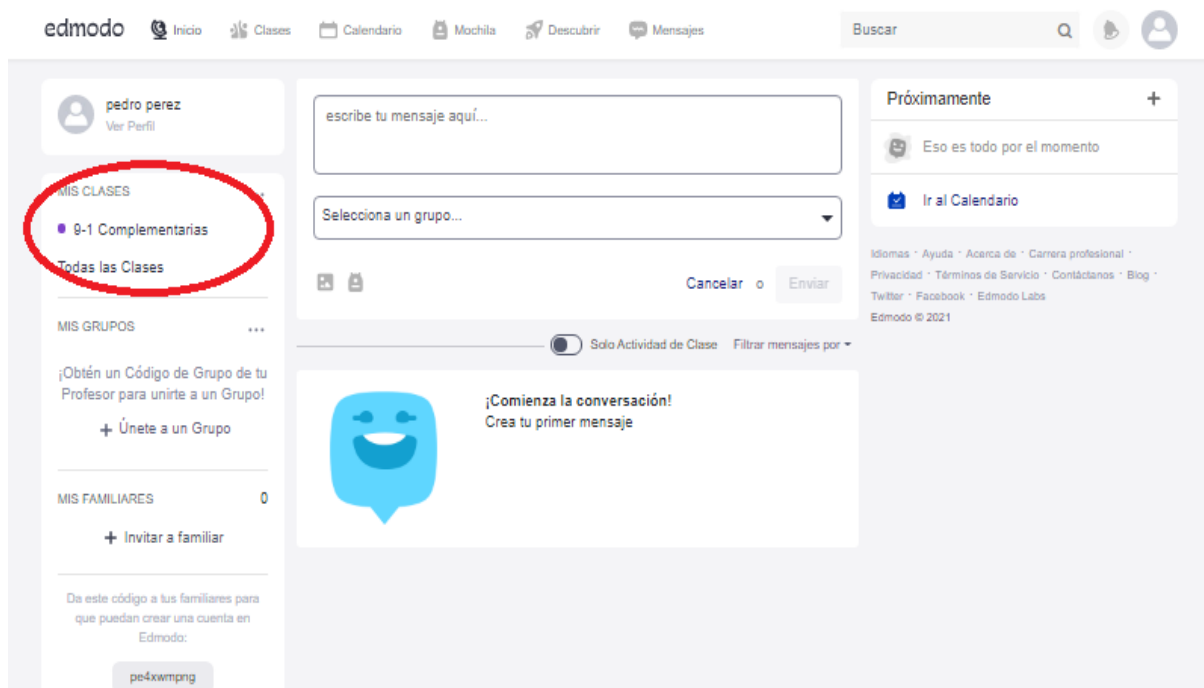 edmodo Inicio Clases Calendario Mochila Descubrir Mensajes Buscar
pedro perez
Ver Perfil
MIS CLASES ...
9-1 Complementarias
Todas las Clases
MIS GRUPOS ...
¡Obtén un Código de Grupo de tu
Profesor para unirte a un Grupo!
+ Únete a un Grupo
MIS FAMILIARES 0
+ Invitar a familiar
Da este código a tus familiares para
que puedan crear una cuenta en
Edmodo:
pe4xwmpng
escribe tu mensaje aquí...
Selecciona un grupo...
Cancelar o Enviar
Solo Actividad de Clase Filtrar mensajes por
¡Comienza la conversación!
Crea tu primer mensaje
Próximamente +
Eso es todo por el momento
Ir al Calendario
Idiomas · Ayuda · Acerca de · Carrera profesional ·
Privacidad · Términos de Servicio · Contáctanos · Blog ·
Twitter · Facebook · Edmodo Labs
Edmodo © 2021